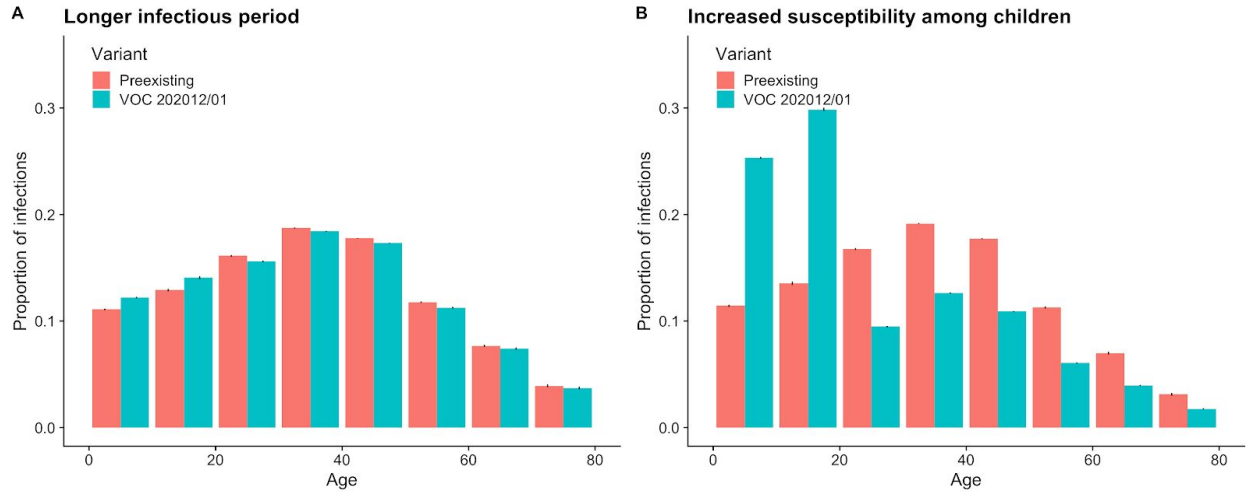 A Longer infectious period
Variant
Preexisting
VOC 202012/01
Proportion of infections
0.3
0.2
0.1
0.0
0 20 40 60 80
Age
B Increased susceptibility among children
Variant
Preexisting
VOC 202012/01
Proportion of infections
0.3
0.2
0.1
0.0
0 20 40 60 80
Age